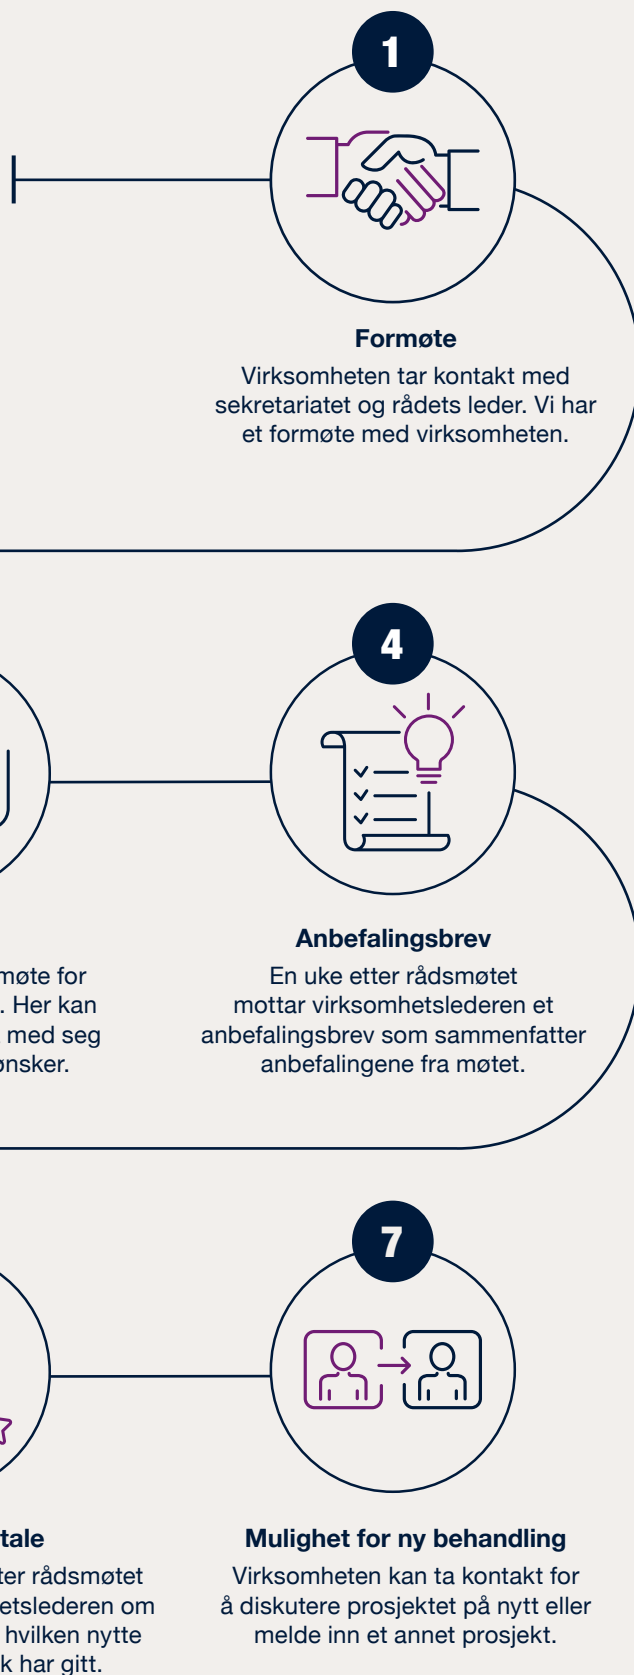 1
Formøte
Virksomheten tar kontakt med
sekretariatet og rådets leder. Vi har
et formøte med virksomheten.
møte for
. Her kan
med seg
ønsker.
4
Anbefalingsbrev
En uke etter rådsmøtet
mottar virksomhetslederen et
anbefalingsbrev som sammenfatter
anbefalingene fra møtet.
tale
ter rådsmøtet
etslederen om
hvilken nytte
k har gitt.
7
Mulighet for ny behandling
Virksomheten kan ta kontakt for
å diskutere prosjektet på nytt eller
melde inn et annet prosjekt.